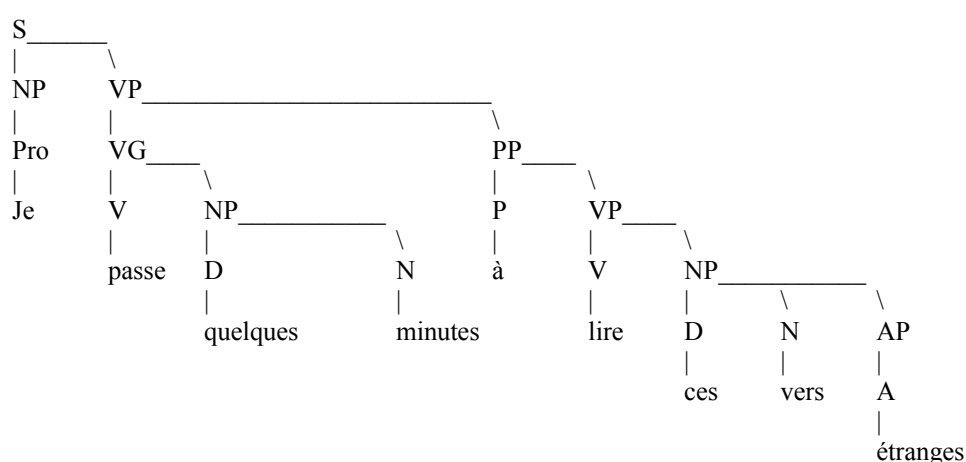 S
NP VP
Pro VG PP
Je V NP P VP
passe D N à V NP
quelques minutes lire D N AP
ces vers A
étranges